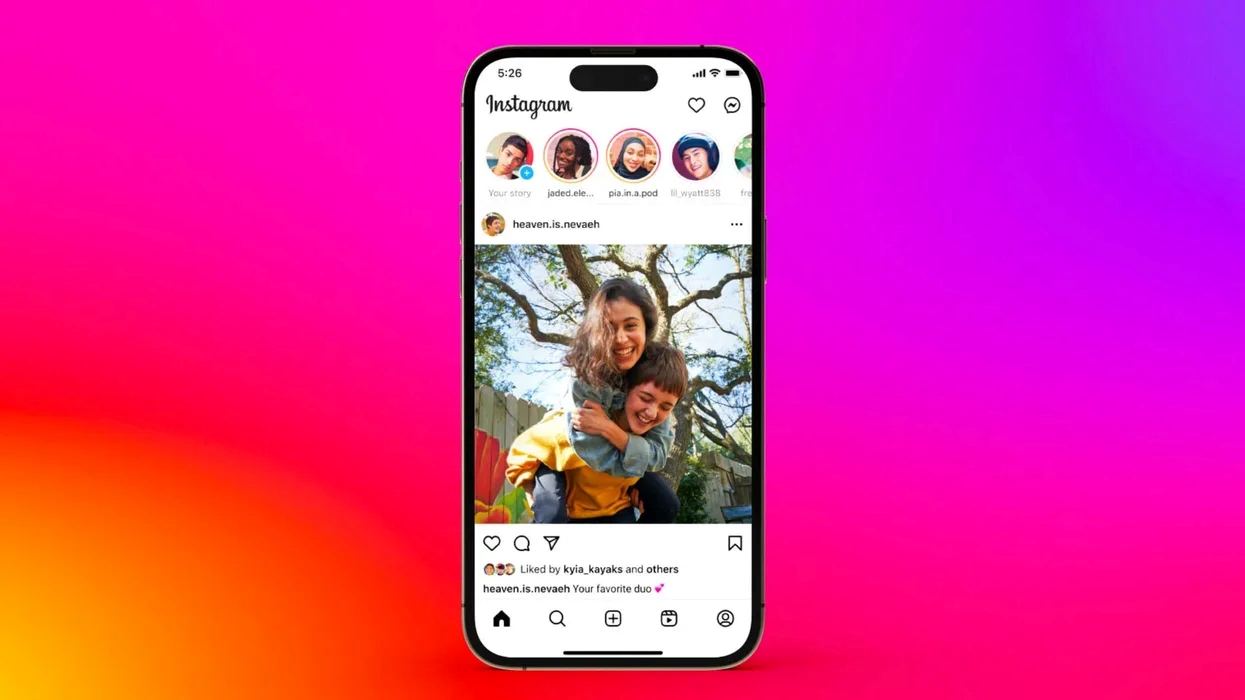 5:26
Instagram
Your story jaded.ele... pia.in.a.pod lil_wyatt838 fre
heaven.is.nevaeh
Liked by kyia_kayaks and others
heaven.is.nevaeh Your favorite duo 💕